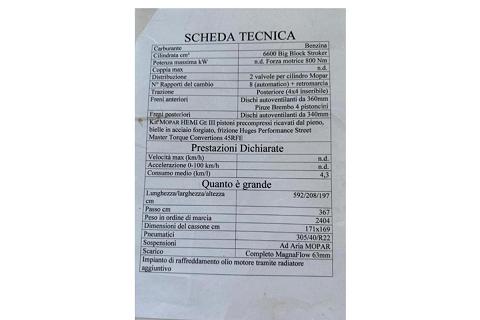 SCHEDA TECNICA
Carburante Benzina
Cilindrata cm³ 6600 Big Block Stroker
Potenza massima kW n.d. Forza motrice 800 Nm
Coppia max n.d.
Distribuzione 2 valvole per cilindro Mopar
N° Rapporti del cambio 8 (automatico) + retromarcia
Trazione Posteriore (4x4 inseribile)
Freni anteriori Dischi autoventilanti da 360mm
Pinze Brembo 4 pistoncini
Freni posteriori Dischi autoventilanti da 340mm
Kit MOPAR HEMI Gt III pistoni precompressi ricavati dal pieno,
bielle in acciaio forgiato, frizione Huges Performance Street
Master Torque Convertions 45RFE
Prestazioni Dichiarate
Velocità max (km/h) n.d.
Accelerazione 0-100 km/h n.d.
Consumo medio (km/l) 4,3
Quanto è grande
Lunghezza/larghezza/altezza 592/208/197
cm
Passo cm 367
Peso in ordine di marcia 2404
Dimensioni del cassone cm 171x169
Pneumatici 305/40/R22
Sospensioni Ad Aria MOPAR
Scarico Completo MagnaFlow 63mm
Impianto di raffreddamento olio motore tramite radiatore
aggiuntivo